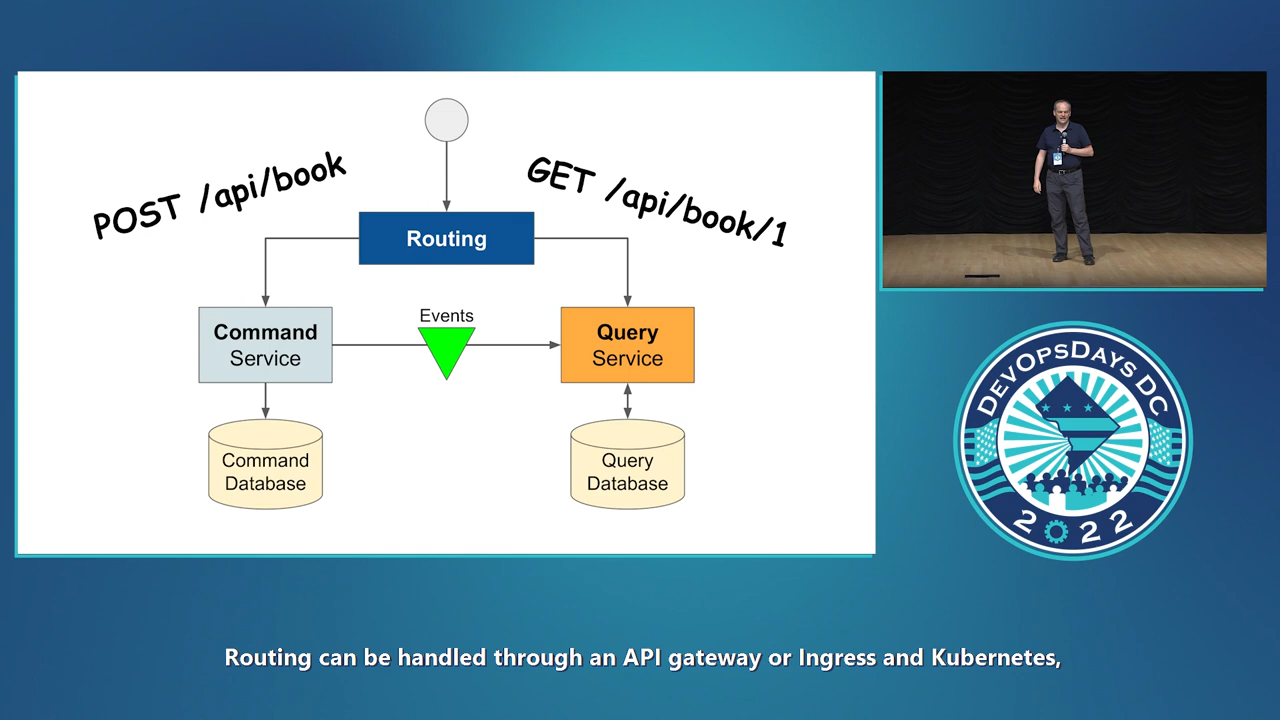 POST /api/book
GET /api/book/1
Routing
Events
Command
Service
Query
Service
Command
Database
Query
Database
DEVOPSDAYS DC
2022
Routing can be handled through an API gateway or Ingress and Kubernetes,